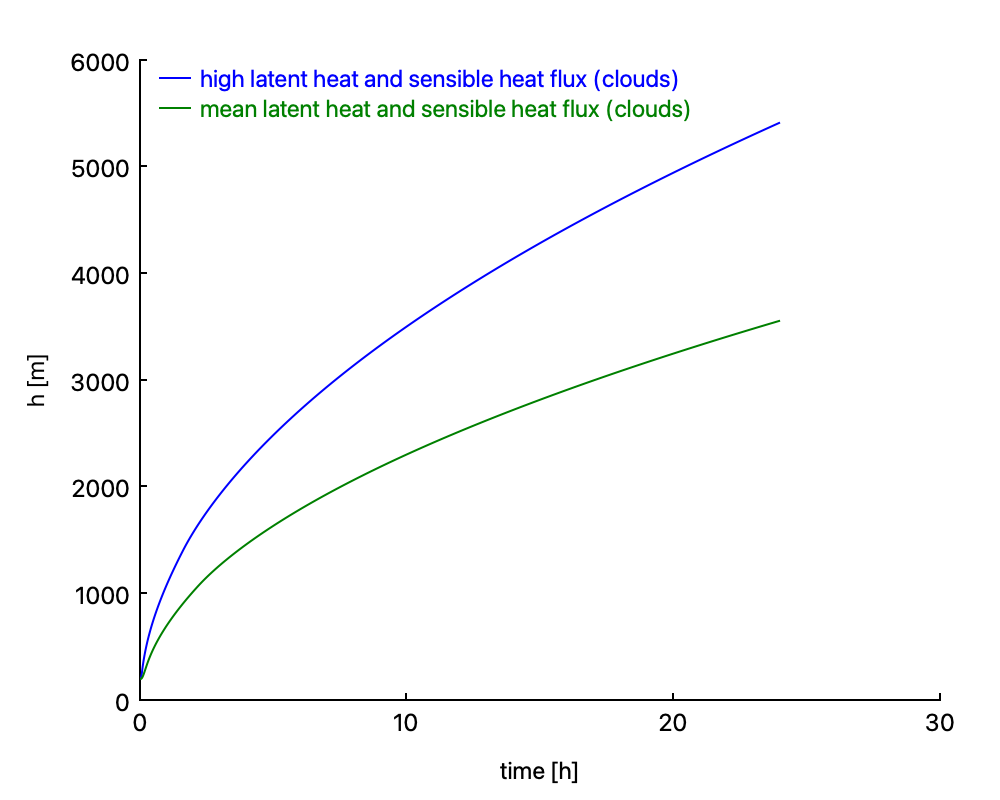 6000
high latent heat and sensible heat flux (clouds)
mean latent heat and sensible heat flux (clouds)
5000
4000
h [m]
3000
2000
1000
0
0 10 20 30
time [h]